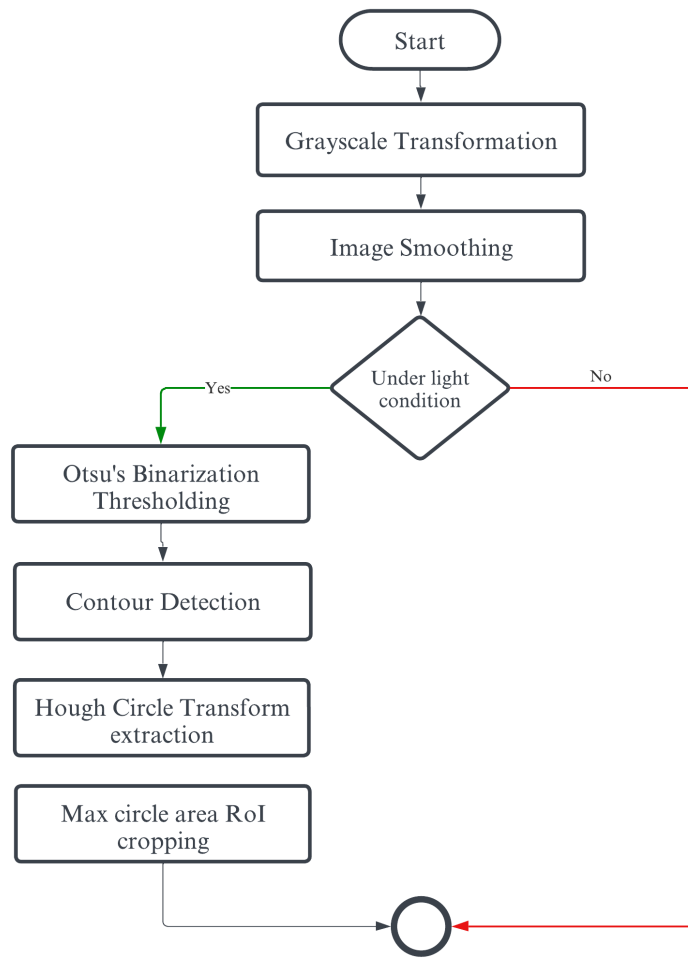 Start
Grayscale Transformation
Image Smoothing
Under light
condition
Yes
No
Otsu's Binarization
Thresholding
Contour Detection
Hough Circle Transform
extraction
Max circle area RoI
cropping